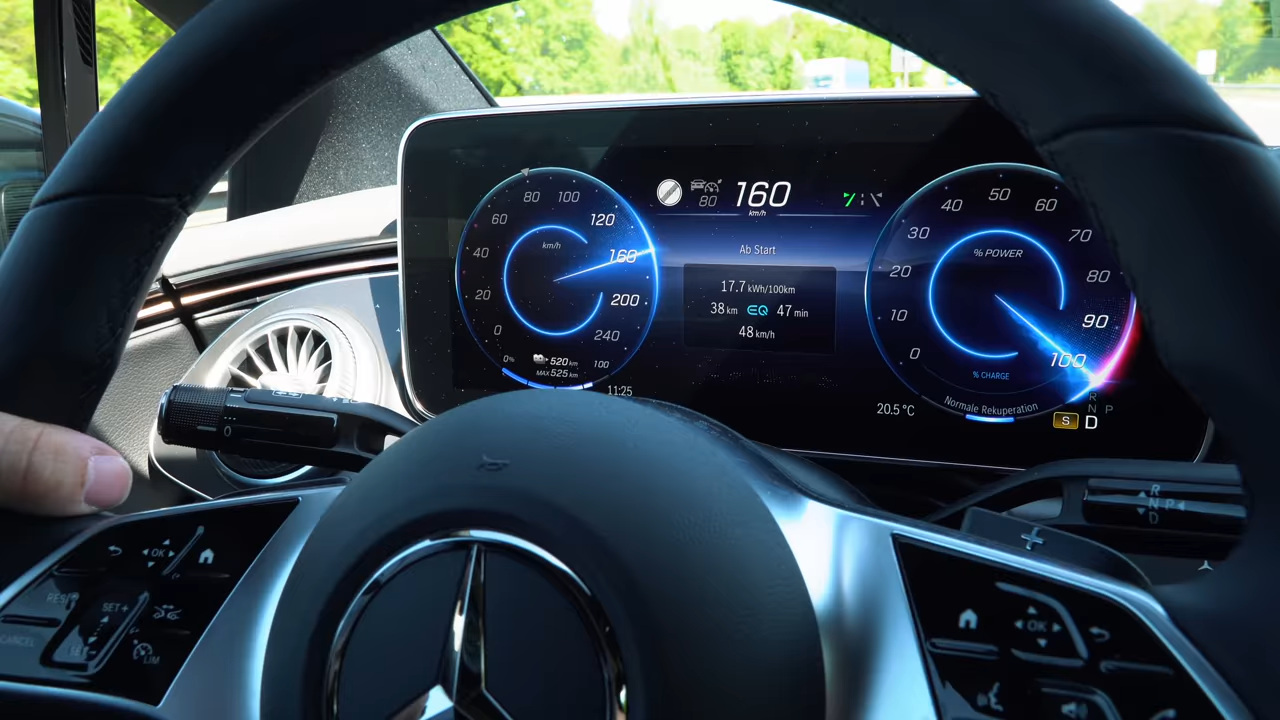 80 100
60 120
km/h
40 160
20 200
0 240
0% 520 km 100
MAX 525 km
11:25
80 160
km/h
Ab Start
17.7 kWh/100km
38 km EQ 47 min
48 km/h
50
40 60
30 70
% POWER
20 80
10 90
0 100
% CHARGE
Normale Rekuperation
20.5 °C
R
N P
S D
0
R
N P
D
+
OK
RES
SET+
CANCEL
SET-
LIM
OK